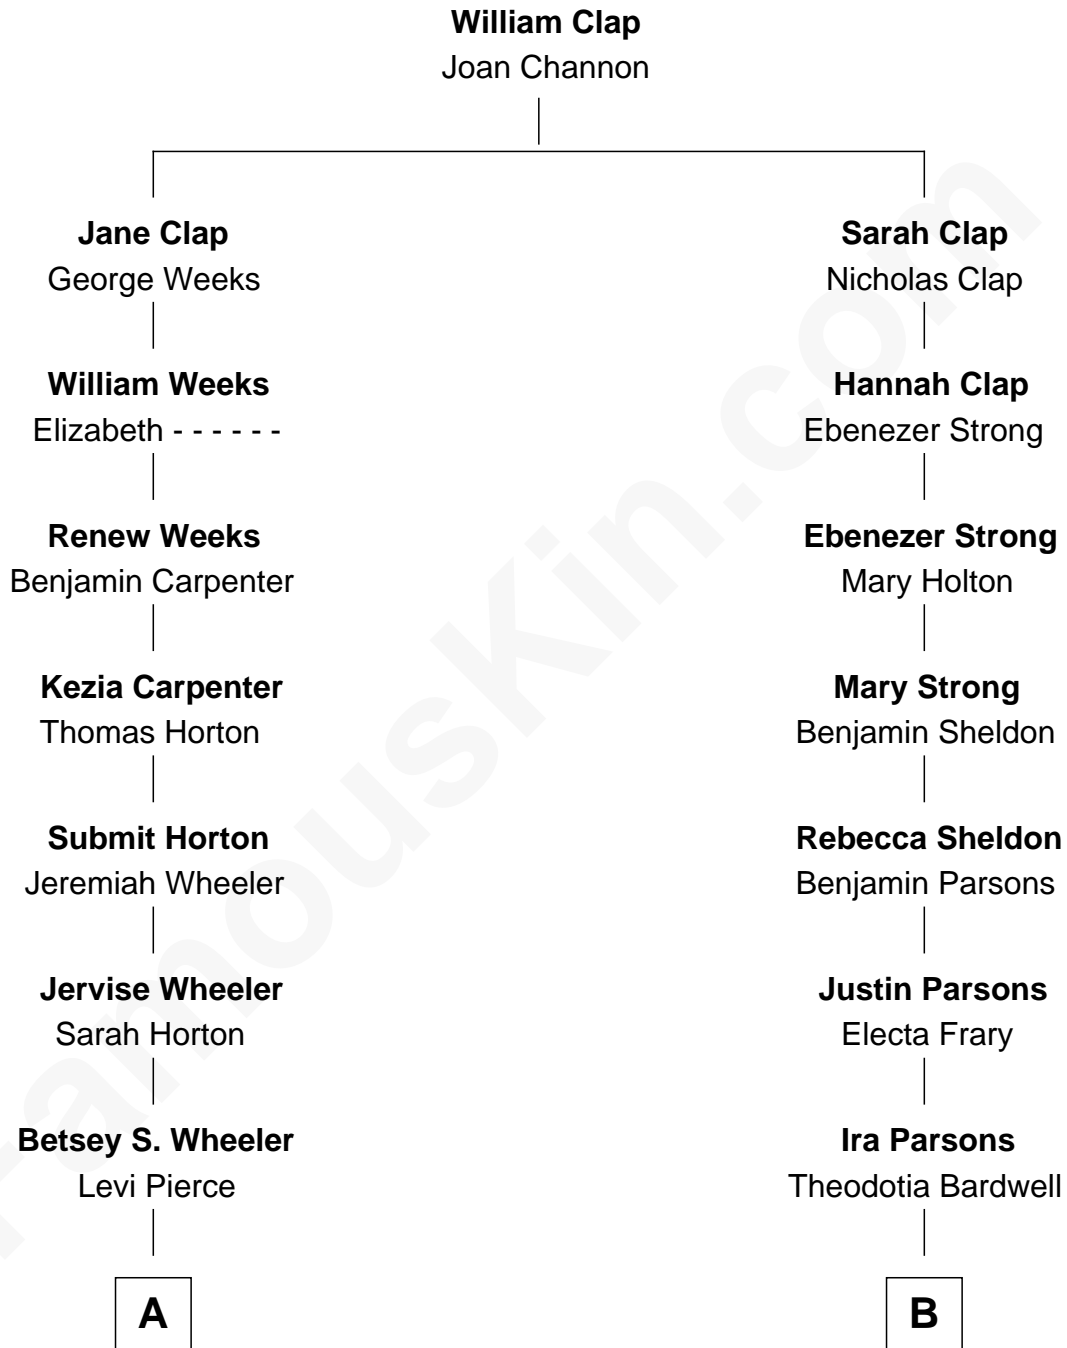 William Clap
Joan Channon
Jane Clap
George Weeks
Sarah Clap
Nicholas Clap
William Weeks
Elizabeth - - - - - -
Hannah Clap
Ebenezer Strong
Renew Weeks
Benjamin Carpenter
Ebenezer Strong
Mary Holton
Kezia Carpenter
Thomas Horton
Mary Strong
Benjamin Sheldon
Submit Horton
Jeremiah Wheeler
Rebecca Sheldon
Benjamin Parsons
Jervise Wheeler
Sarah Horton
Justin Parsons
Electa Frary
Betsey S. Wheeler
Levi Pierce
Ira Parsons
Theodotia Bardwell
A
B
FamousKin.com